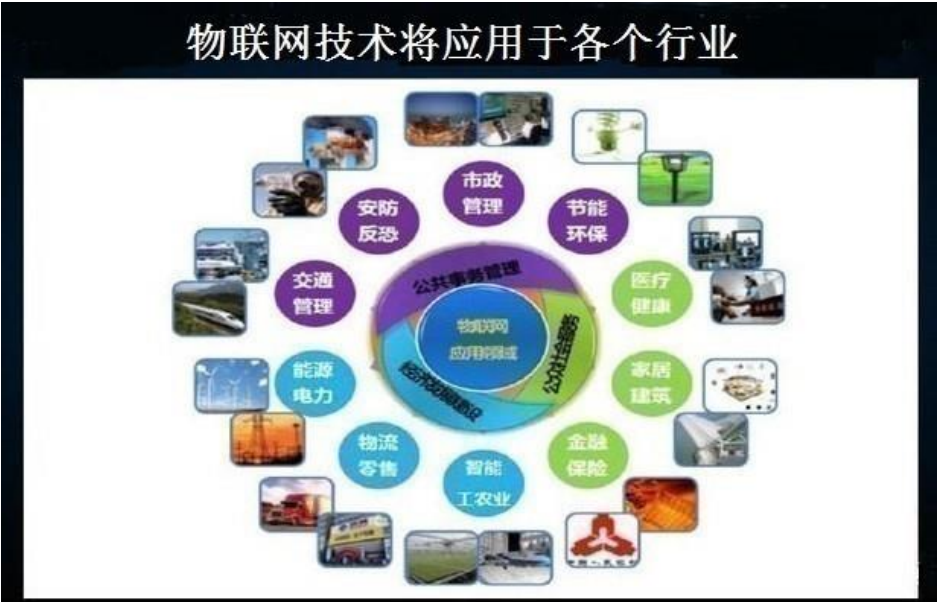 物联网技术将应用于各个行业
市政
管理
节能
环保
医疗
健康
家居
建筑
金融
保险
智能
工农业
物流
零售
能源
电力
交通
管理
安防
反恐
公共事务管理
公众社会服务
经济发展建设
物联网
应用领域